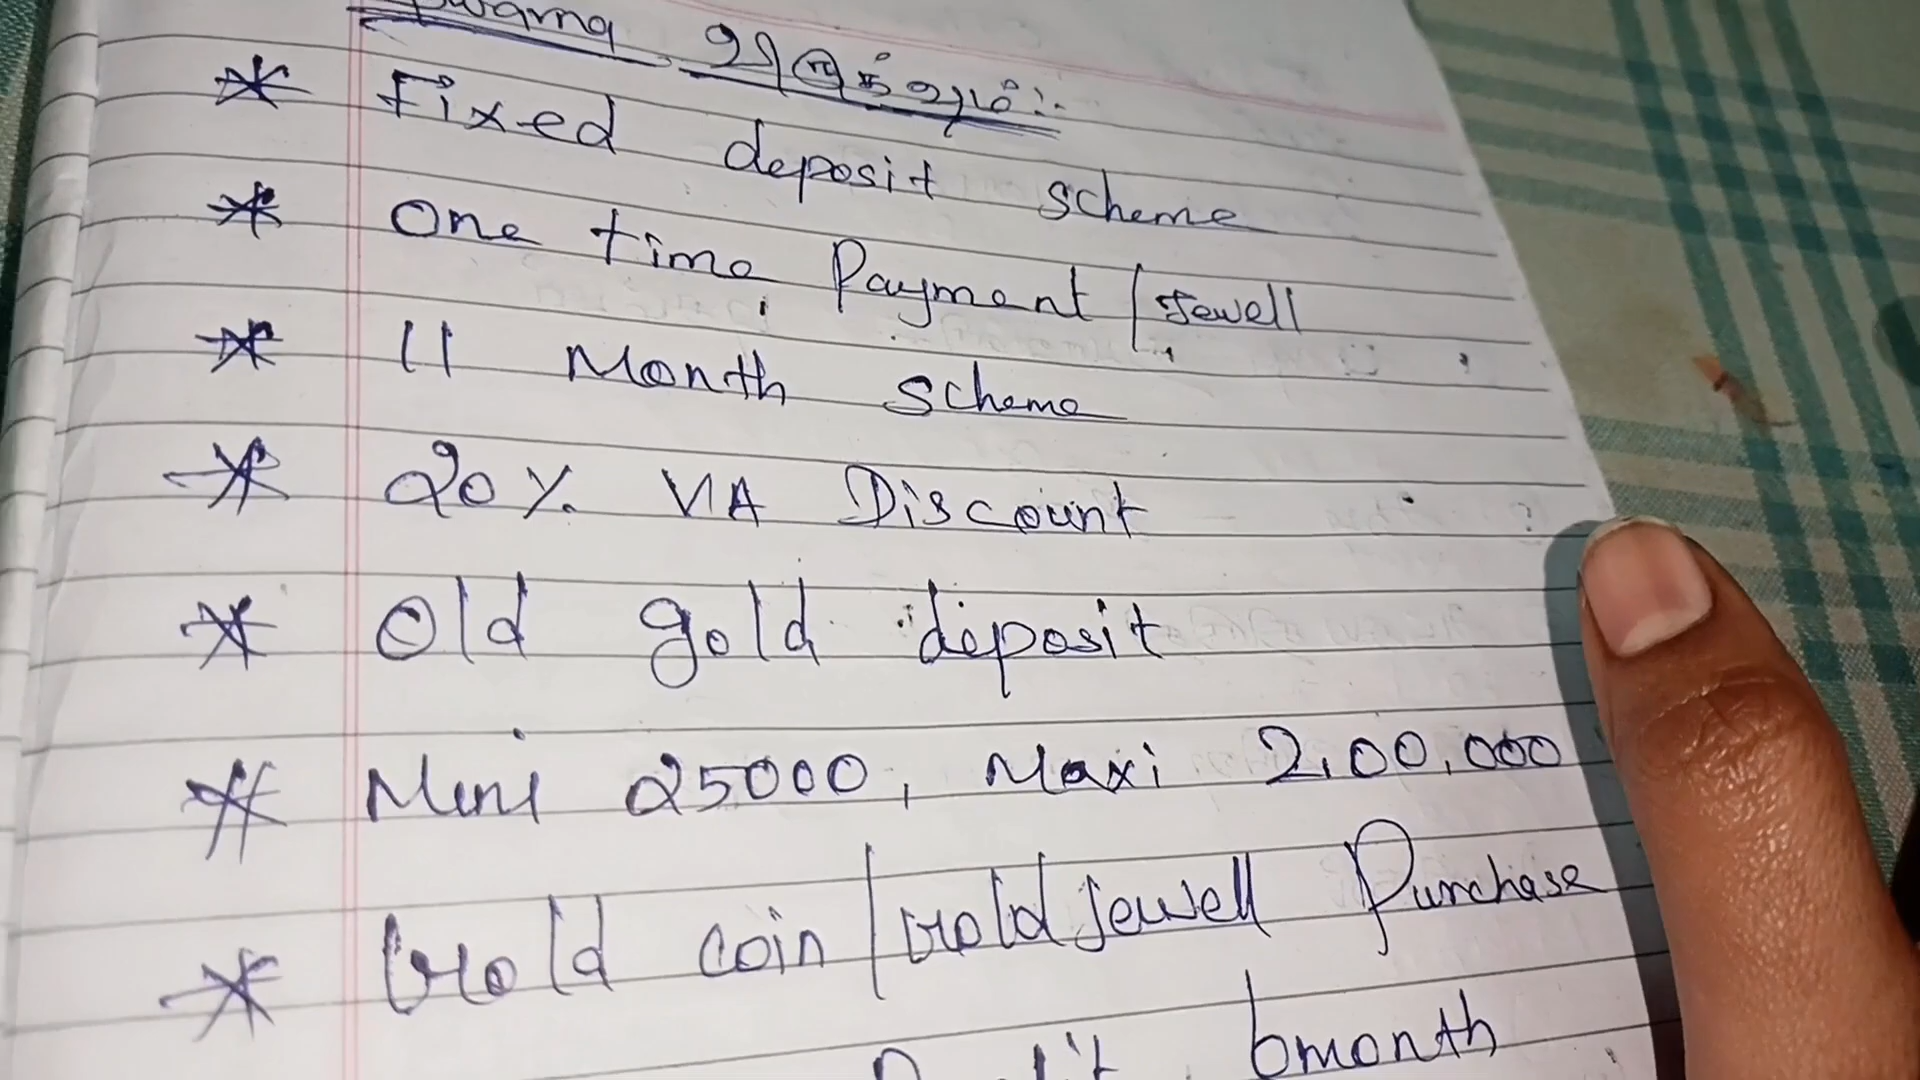 * Fixed deposit scheme
* One time Payment / Jewell
* 11 Month scheme
* 20% VA Discount
* Old gold deposit
* Mini 25000, Maxi 2,00,000
* Gold coin / Gold Jewell Purchase
6month